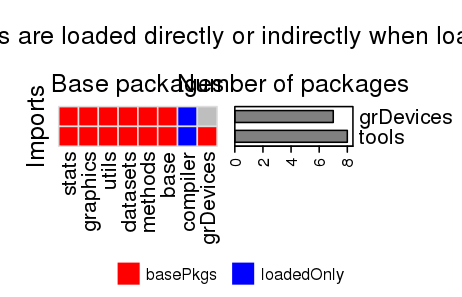 s are loaded directly or indirectly when loa
Base packages
Number of packages
Imports
grDevices
tools
stats
graphics
utils
datasets
methods
base
compiler
grDevices
0 2 4 6 8
basePkgs
loadedOnly